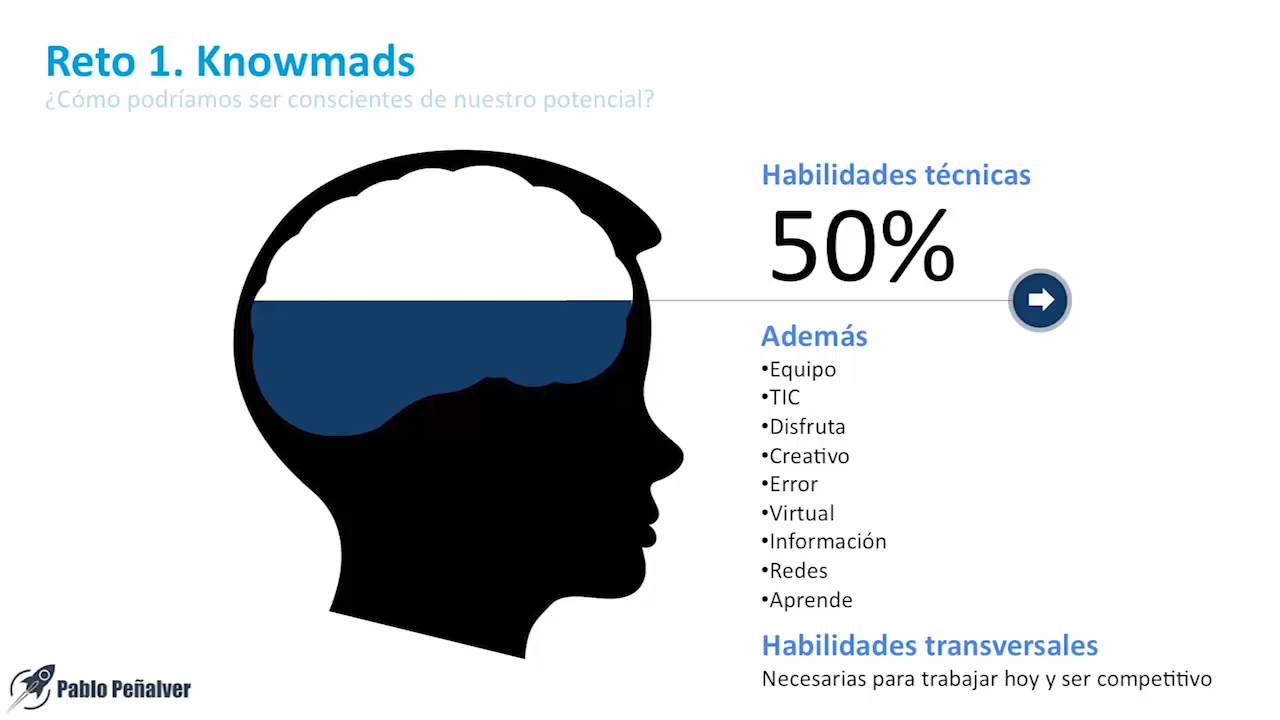 Reto 1. Knowmads
¿Cómo podríamos ser conscientes de nuestro potencial?
Habilidades técnicas
50%
Además
•Equipo
•TIC
•Disfruta
•Creativo
•Error
•Virtual
•Información
•Redes
•Aprende
Habilidades transversales
Necesarias para trabajar hoy y ser competitivo
Pablo Peñalver